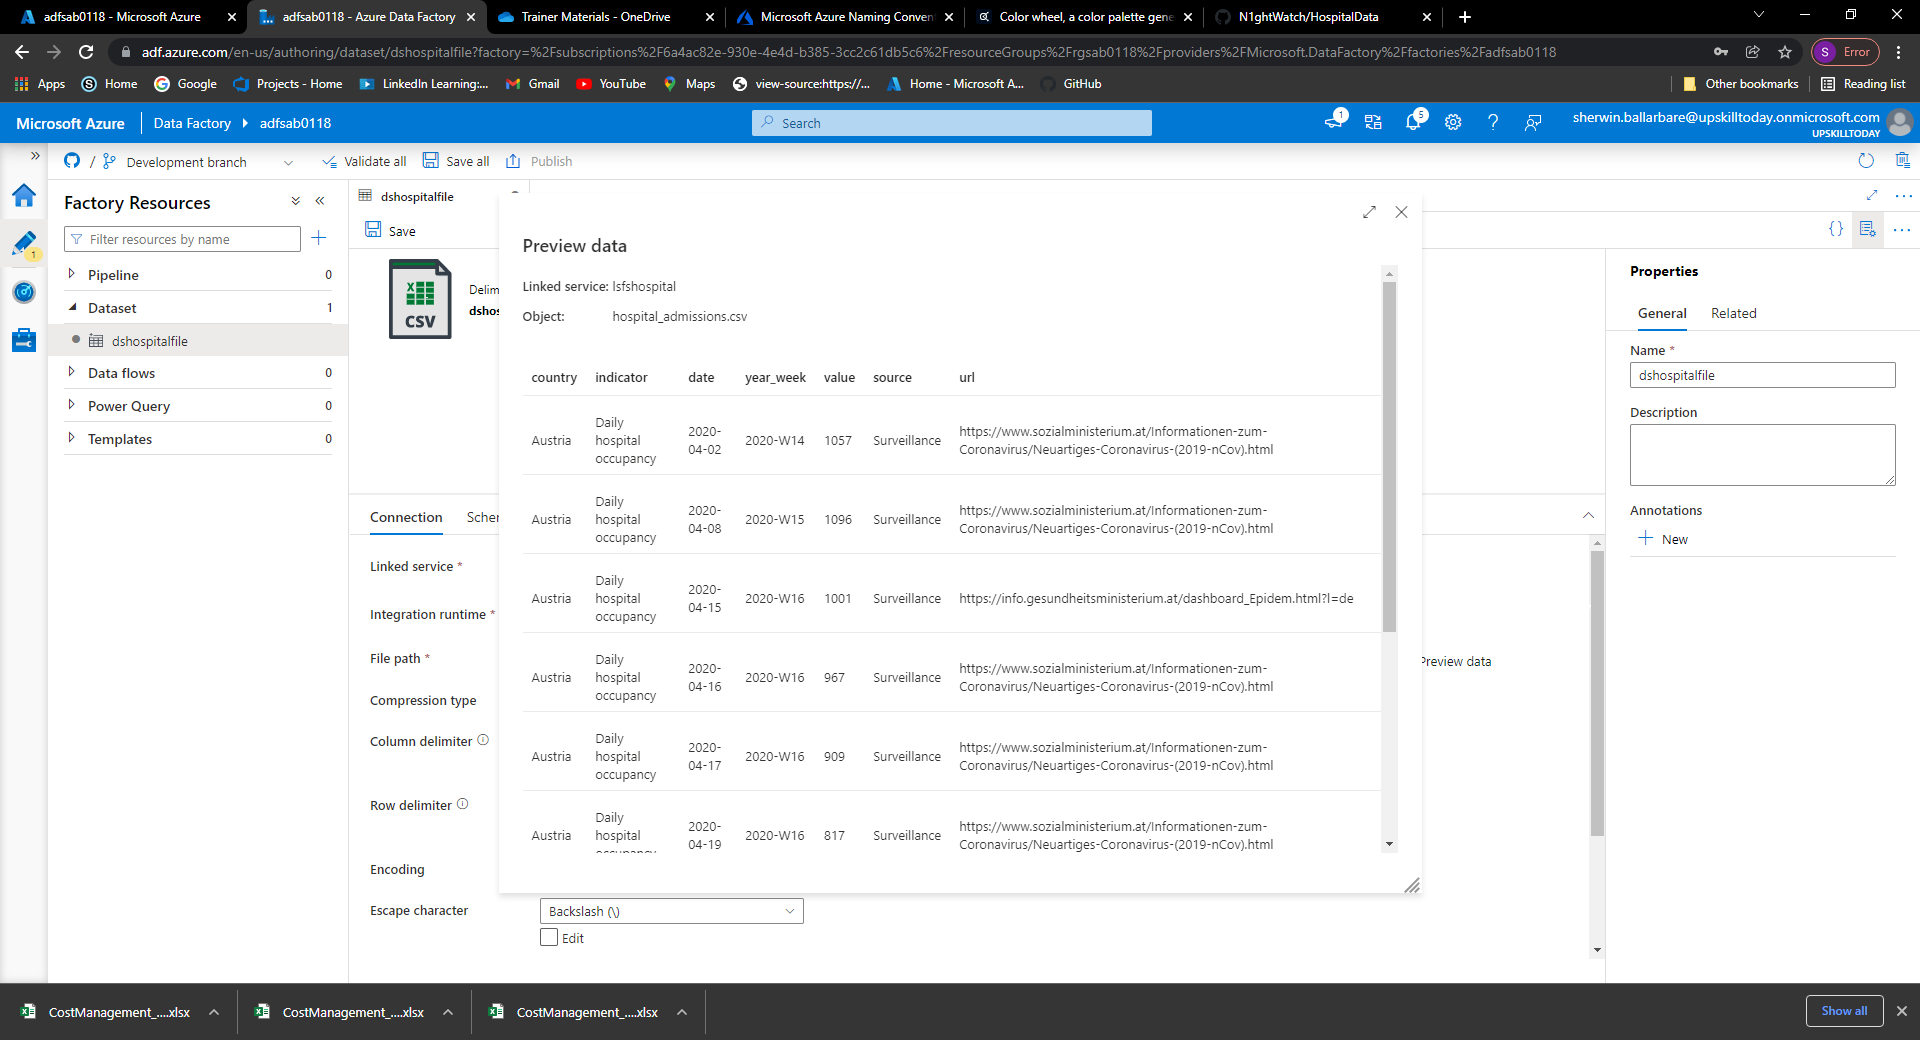 adfsab0118 - Microsoft Azure
adfsab0118 - Azure Data Factory
Trainer Materials - OneDrive
Microsoft Azure Naming Conven
Color wheel, a color palette gene
N1ghtWatch/HospitalData
adf.azure.com/en-us/authoring/dataset/dshospitalfile?factory=%2Fsubscriptions%2F6a4ac82e-930e-4e4d-b385-3cc2c61db5c6%2FresourceGroups%2Frgsab0118%2Fproviders%2FMicrosoft.DataFactory%2Ffactories%2Fadfsab0118
S Error
Apps
Home
Google
Projects - Home
LinkedIn Learning:...
Gmail
YouTube
Maps
view-source:https://...
Home - Microsoft A...
GitHub
Other bookmarks
Reading list
Microsoft Azure
Data Factory
adfsab0118
Search
1
5
sherwin.ballarbare@upskilltoday.onmicrosoft.com
UPSKILLTODAY
/ Development branch
Validate all
Save all
Publish
Factory Resources
Filter resources by name
1
Pipeline 0
Dataset 1
dshospitalfile
Data flows 0
Power Query 0
Templates 0
dshospitalfile
Save
CSV
Delim
dshos
Connection
Scher
Linked service *
Integration runtime *
File path *
Compression type
Column delimiter
Row delimiter
Encoding
Escape character
Backslash (\)
Edit
Preview data
Preview data
Linked service: lsfshospital
Object: hospital_admissions.csv
country indicator date year_week value source url
Austria Daily hospital occupancy 2020-04-02 2020-W14 1057 Surveillance https://www.sozialministerium.at/Informationen-zum-Coronavirus/Neuartiges-Coronavirus-(2019-nCov).html
Austria Daily hospital occupancy 2020-04-08 2020-W15 1096 Surveillance https://www.sozialministerium.at/Informationen-zum-Coronavirus/Neuartiges-Coronavirus-(2019-nCov).html
Austria Daily hospital occupancy 2020-04-15 2020-W16 1001 Surveillance https://info.gesundheitsministerium.at/dashboard_Epidem.html?l=de
Austria Daily hospital occupancy 2020-04-16 2020-W16 967 Surveillance https://www.sozialministerium.at/Informationen-zum-Coronavirus/Neuartiges-Coronavirus-(2019-nCov).html
Austria Daily hospital occupancy 2020-04-17 2020-W16 909 Surveillance https://www.sozialministerium.at/Informationen-zum-Coronavirus/Neuartiges-Coronavirus-(2019-nCov).html
Austria Daily hospital occupancy 2020-04-19 2020-W16 817 Surveillance https://www.sozialministerium.at/Informationen-zum-Coronavirus/Neuartiges-Coronavirus-(2019-nCov).html
{}
Properties
General
Related
Name *
dshospitalfile
Description
Annotations
New
CostManagement_....xlsx
CostManagement_....xlsx
CostManagement_....xlsx
Show all